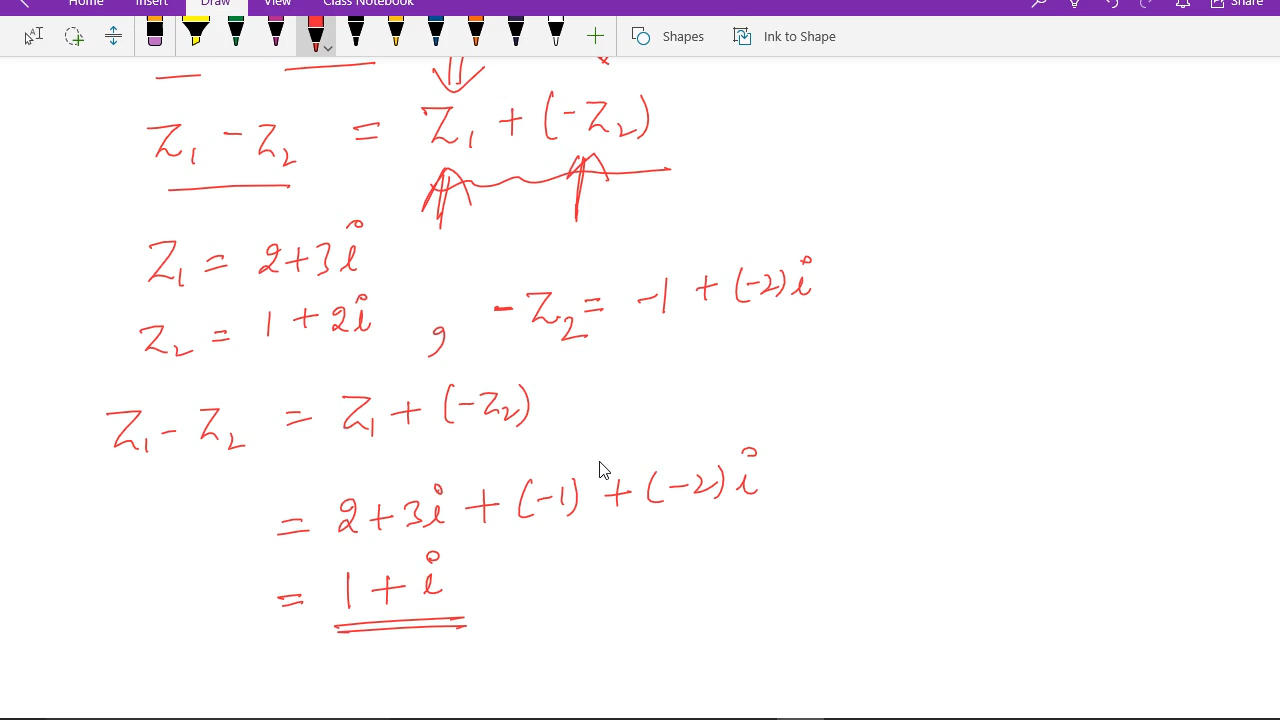 Home Insert Draw View Class Notebook Share
Shapes Ink to Shape
Z₁ - Z₂ = Z₁ + (-Z₂)
Z₁ = 2+3i
Z₂ = 1 + 2i , - Z₂ = -1 + (-2)i
Z₁ - Z₂ = Z₁ + (-Z₂)
= 2+3i + (-1) + (-2)i
= 1 + i